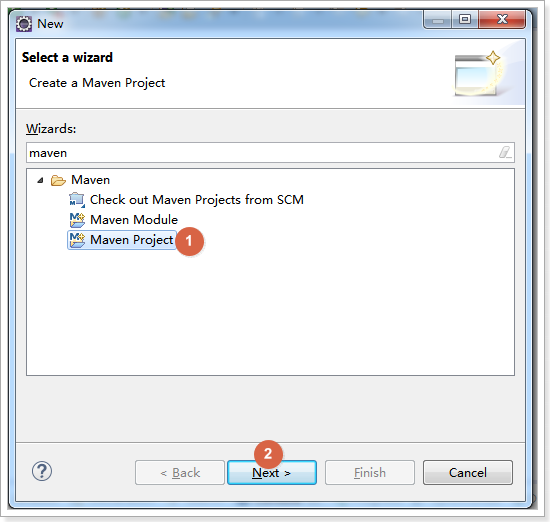 New
Select a wizard
Create a Maven Project
Wizards:
maven
Maven
Check out Maven Projects from SCM
Maven Module
Maven Project 1
2
< Back Next > Finish Cancel